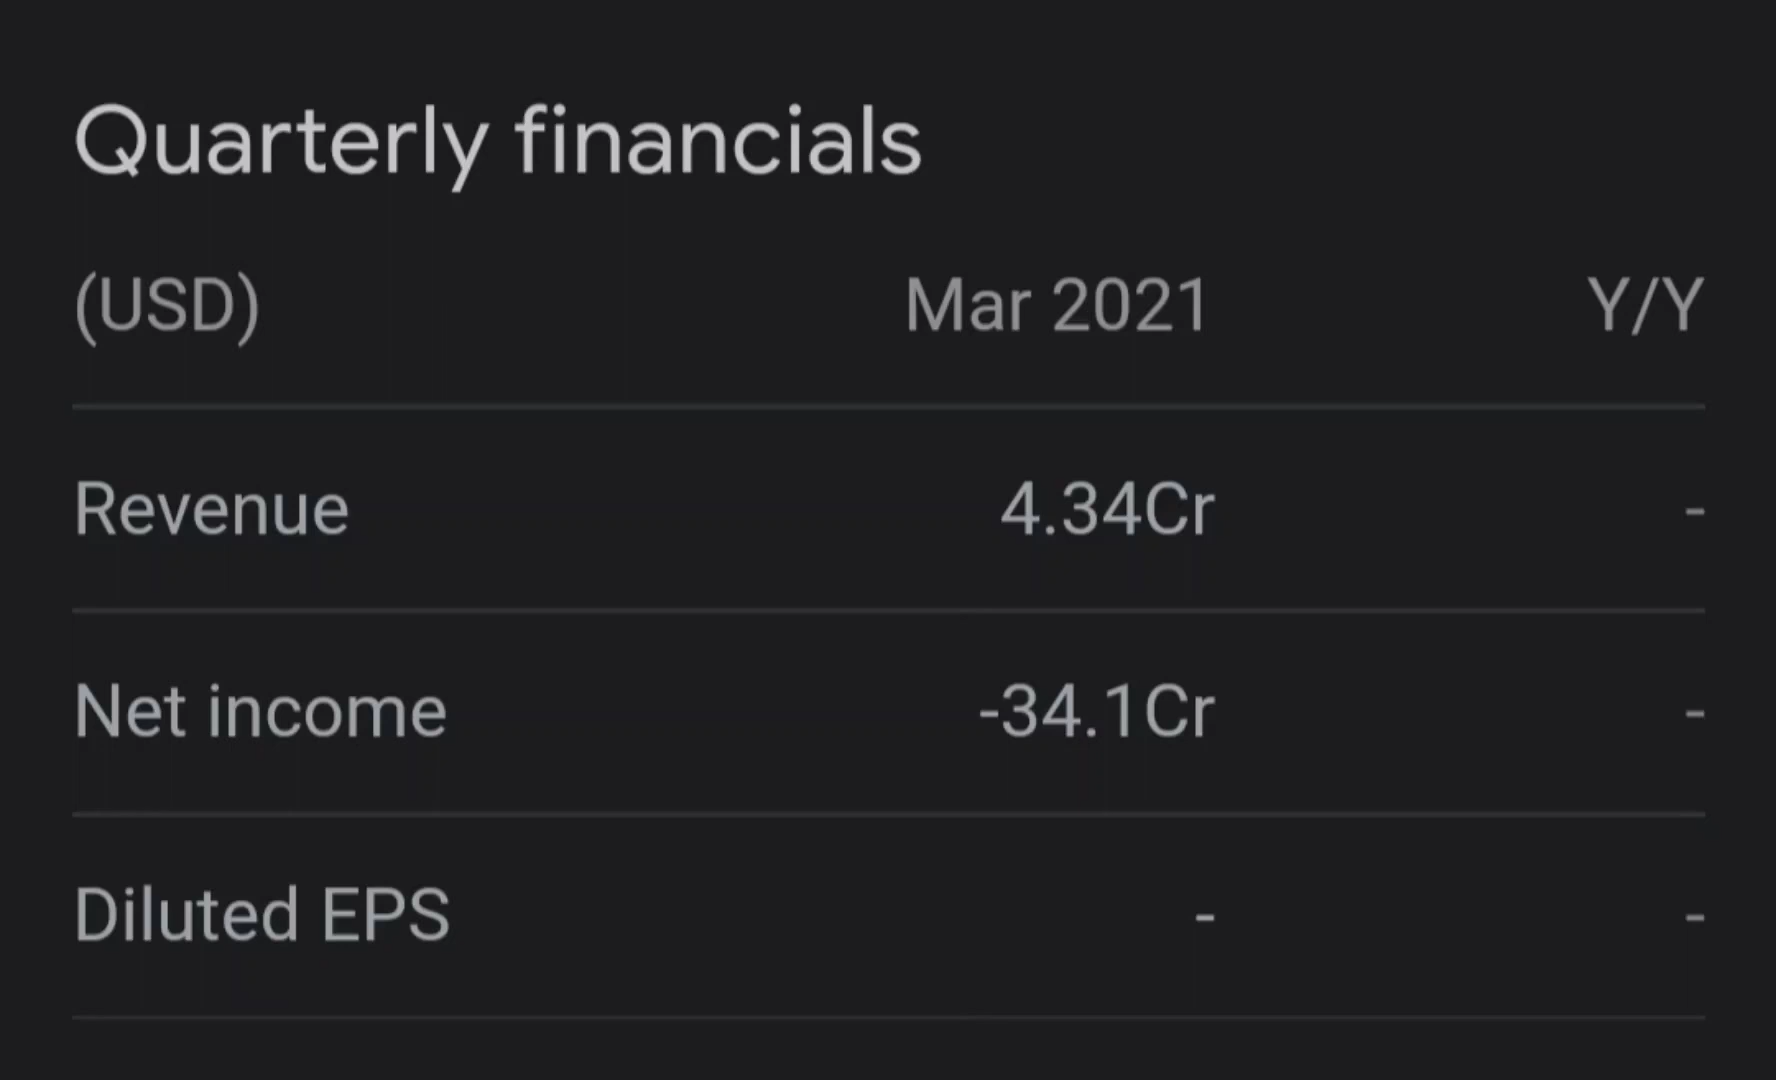 Quarterly financials
(USD) Mar 2021 Y/Y
Revenue 4.34Cr -
Net income -34.1Cr -
Diluted EPS - -